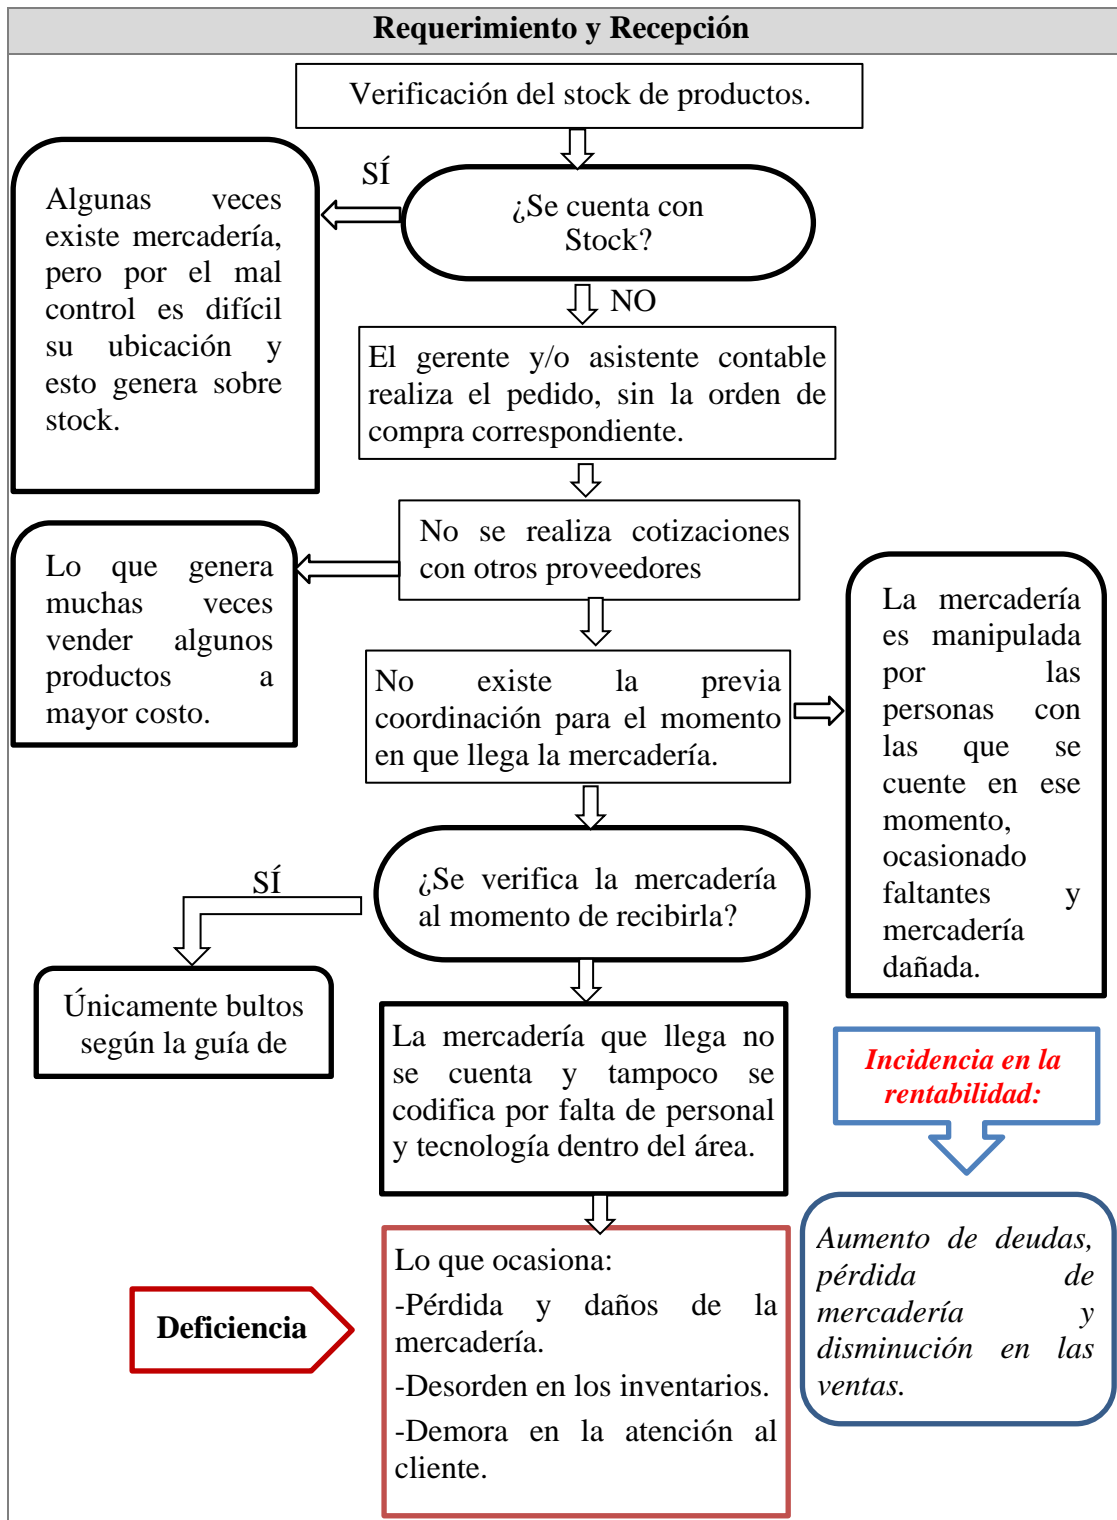 Requerimiento y Recepción
Verificación del stock de productos.
SÍ
Algunas veces
existe mercadería,
pero por el mal
control es difícil
su ubicación y
esto genera sobre
stock.
¿Se cuenta con
Stock?
NO
El gerente y/o asistente contable
realiza el pedido, sin la orden de
compra correspondiente.
No se realiza cotizaciones
con otros proveedores
Lo que genera
muchas veces
vender algunos
productos a
mayor costo.
No existe la previa
coordinación para el momento
en que llega la mercadería.
La mercadería
es manipulada
por las
personas con
las que se
cuente en ese
momento,
ocasionado
faltantes y
mercadería
dañada.
¿Se verifica la mercadería
al momento de recibirla?
SÍ
Únicamente bultos
según la guía de
La mercadería que llega no
se cuenta y tampoco se
codifica por falta de personal
y tecnología dentro del área.
Incidencia en la
rentabilidad:
Aumento de deudas,
pérdida de
mercadería y
disminución en las
ventas.
Deficiencia
Lo que ocasiona:
-Pérdida y daños de la
mercadería.
-Desorden en los inventarios.
-Demora en la atención al
cliente.